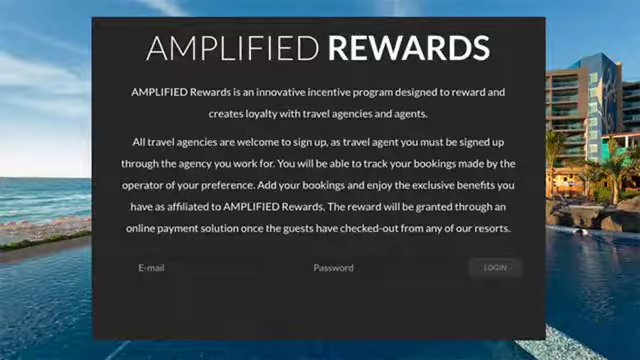 AMPLIFIED REWARDS
AMPLIFIED Rewards is an innovative incentive program designed to reward and
creates loyalty with travel agencies and agents.
All travel agencies are welcome to sign up, as travel agent you must be signed up
through the agency you work for. You will be able to track your bookings made by the
operator of your preference. Add your bookings and enjoy the exclusive benefits you
have as affiliated to AMPLIFIED Rewards. The reward will be granted through an
online payment solution once the guests have checked-out from any of our resorts.
E-mail Password LOGIN